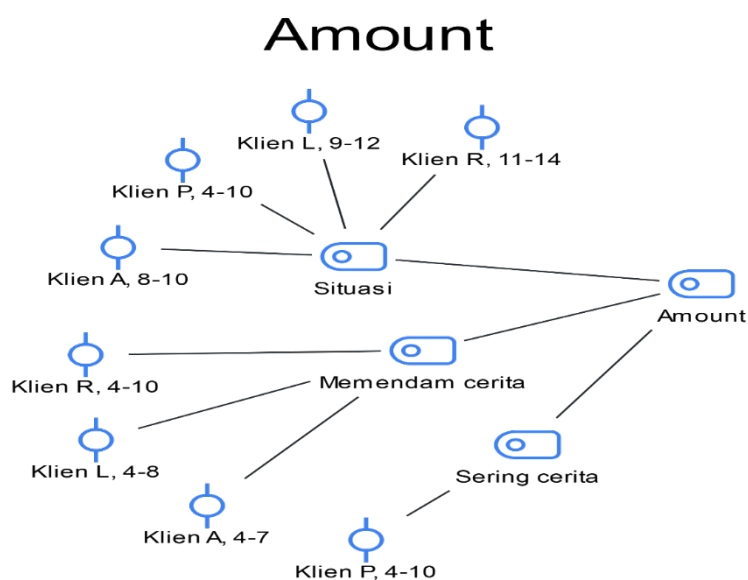 Amount
Klien L, 9-12
Klien R, 11-14
Klien P, 4-10
Klien A, 8-10
Situasi
Amount
Klien R, 4-10
Memendam cerita
Klien L, 4-8
Sering cerita
Klien A, 4-7
Klien P, 4-10